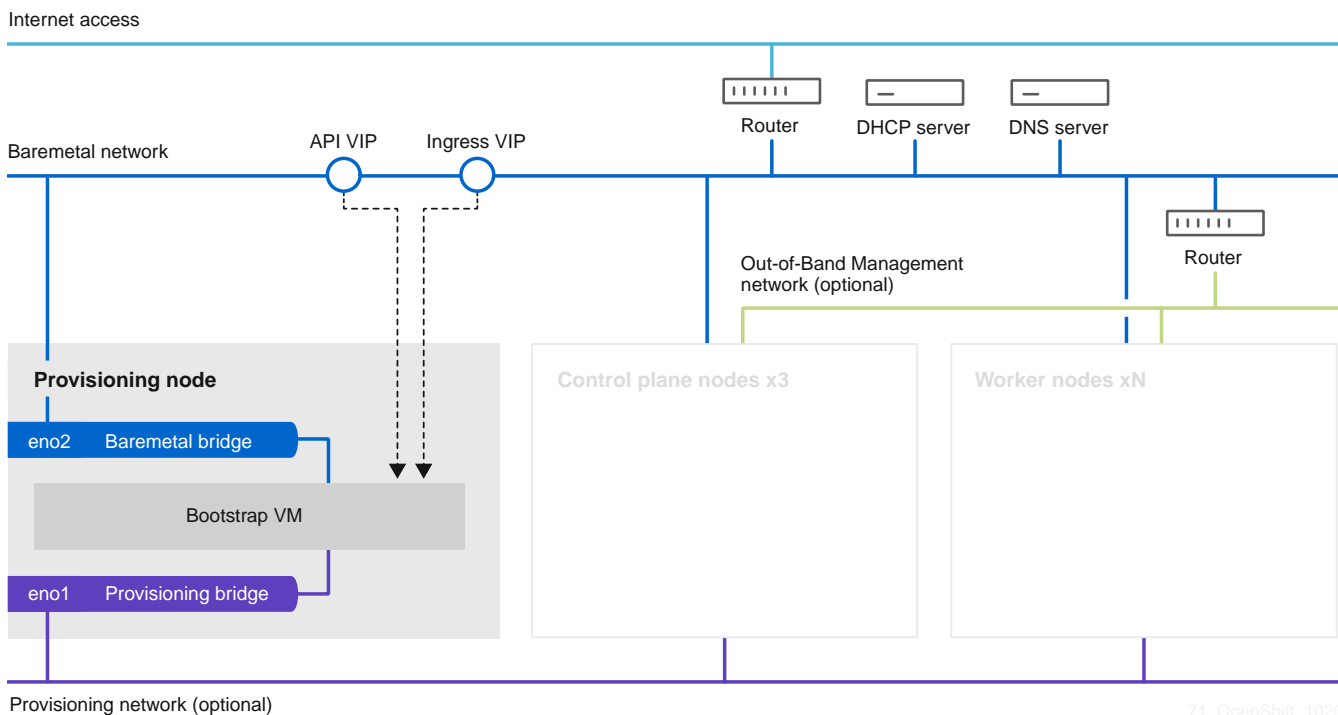 Internet access
Router
DHCP server
DNS server
Baremetal network
API VIP
Ingress VIP
Router
Out-of-Band Management
network (optional)
Provisioning node
Control plane nodes x3
Worker nodes xN
eno2
Baremetal bridge
Bootstrap VM
eno1
Provisioning bridge
Provisioning network (optional)
71_OpenShift_102